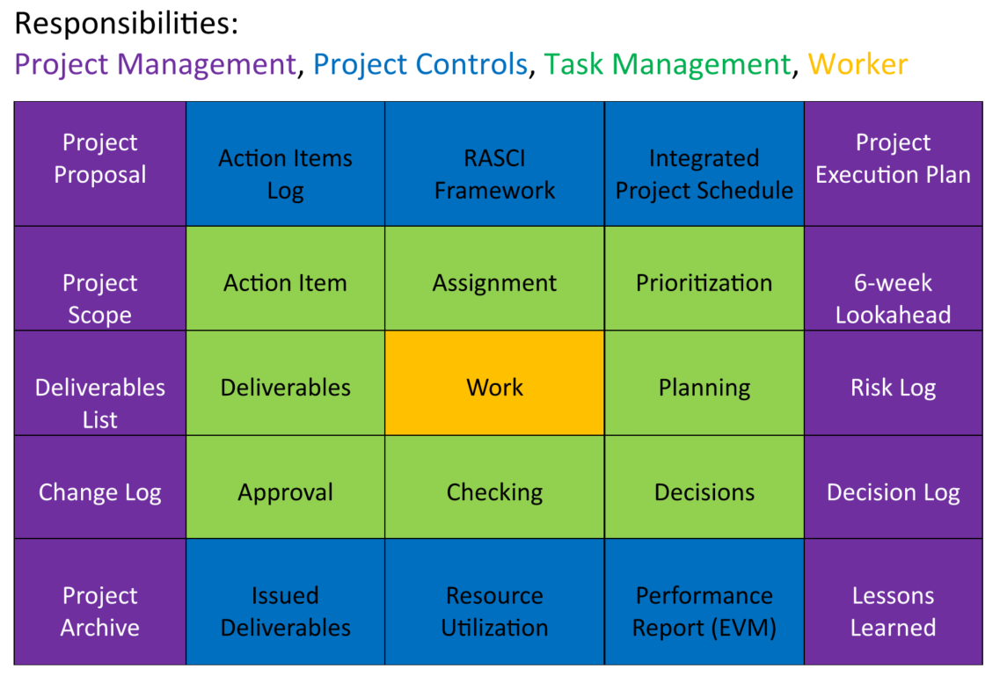 Responsibilities:
Project Management, Project Controls, Task Management, Worker
Project
Proposal
Action Items
Log
RASCI
Framework
Integrated
Project Schedule
Project
Execution Plan
Project
Scope
Action Item
Assignment
Prioritization
6-week
Lookahead
Deliverables
List
Deliverables
Work
Planning
Risk Log
Change Log
Approval
Checking
Decisions
Decision Log
Project
Archive
Issued
Deliverables
Resource
Utilization
Performance
Report (EVM)
Lessons
Learned